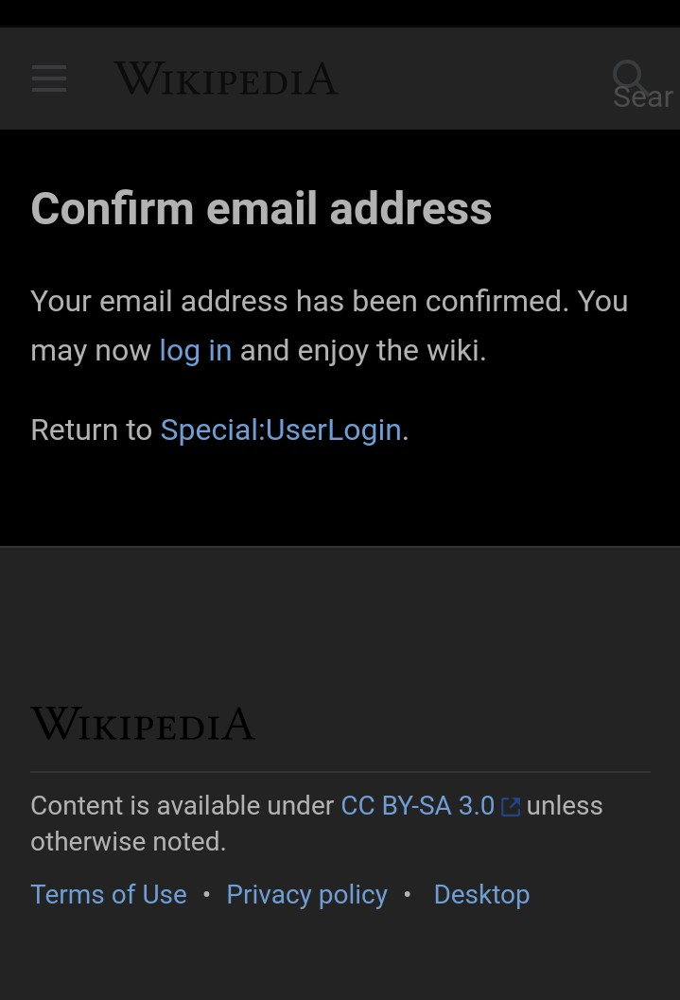 WIKIPEDIA
Sear
Confirm email address
Your email address has been confirmed. You
may now log in and enjoy the wiki.
Return to Special:UserLogin.
WIKIPEDIA
Content is available under CC BY-SA 3.0 unless
otherwise noted.
Terms of Use • Privacy policy • Desktop